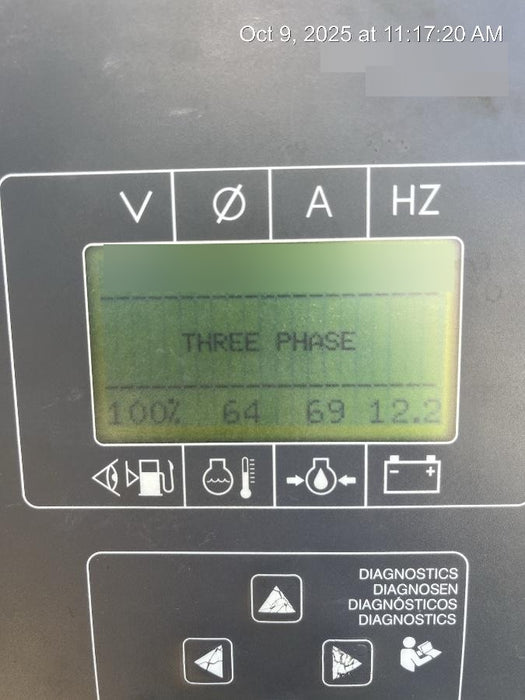 Oct 9, 2025 at 11:17:20 AM
V Ø A HZ
THREE PHASE
100% 64 69 12.2
- +
DIAGNOSTICS
DIAGNOSEN
DIAGNÓSTICOS
DIAGNOSTICS